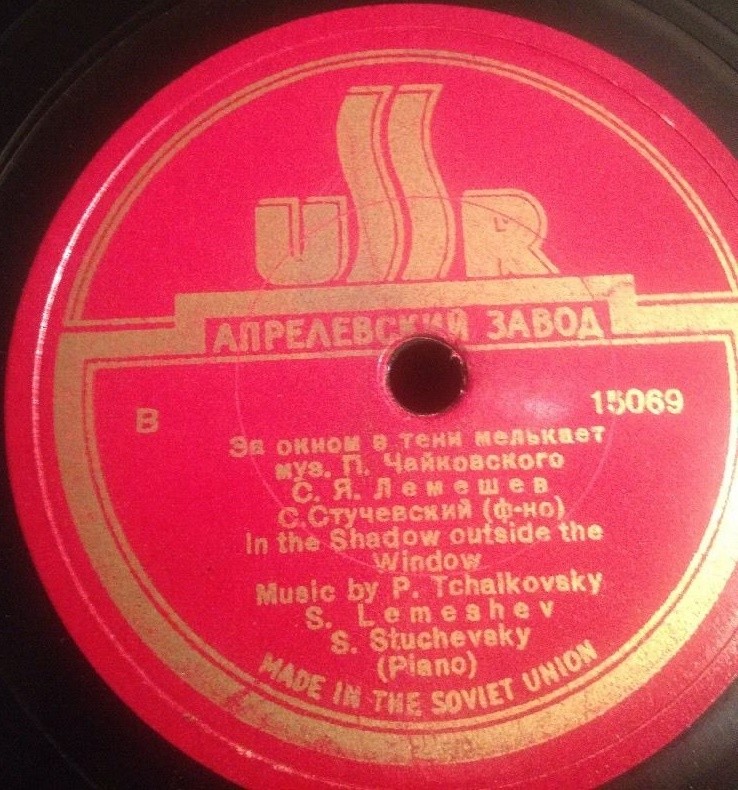 USSR
АПРЕЛЕВСКИЙ ЗАВОД
В 15069
За окном в тени мелькает
муз. П. Чайковского
С. Я. Лемешев
С. Стучевский (ф-но)
In the Shadow outside the
Window
Music by P. Tchaikovsky
S. Lemeshev
S. Stuchevsky
(Piano)
MADE IN THE SOVIET UNION